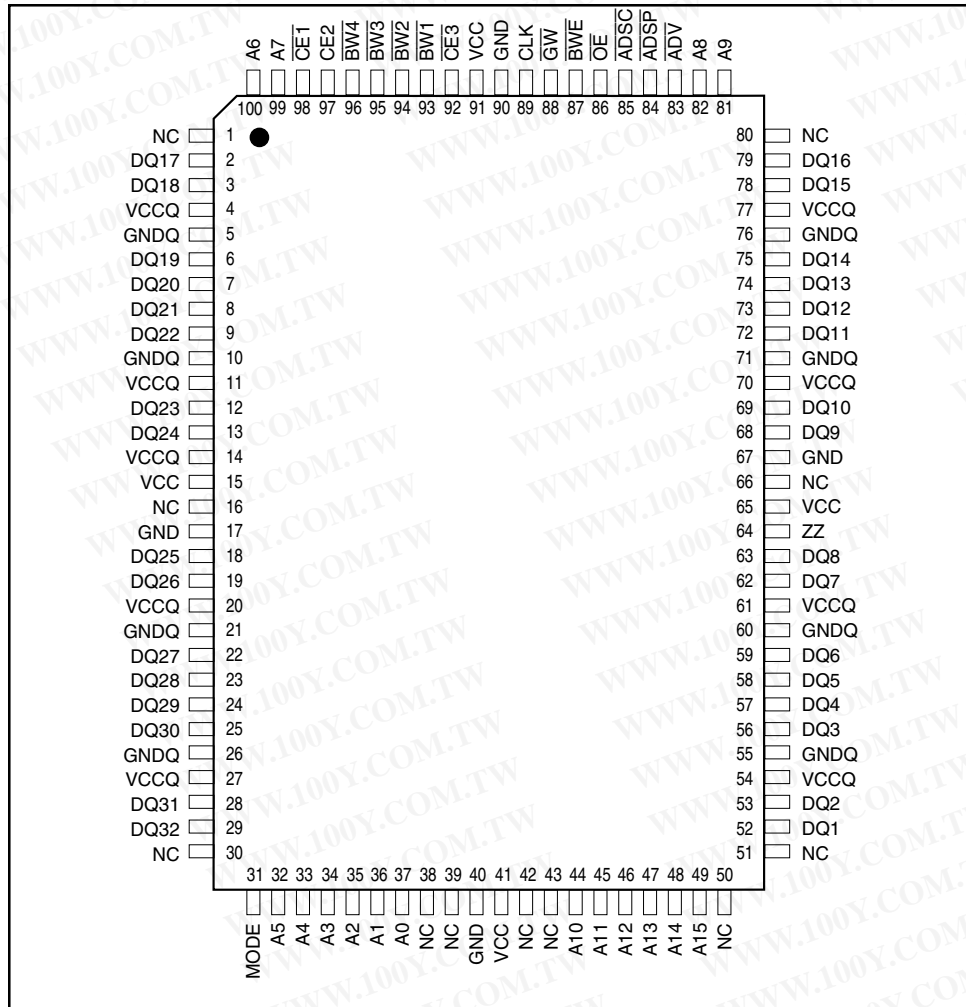 A6 A7 CE1 CE2 BW4 BW3 BW2 BW1 CE3 VCC GND CLK GW BWE OE ADSC ADSP ADV A8 A9
100 99 98 97 96 95 94 93 92 91 90 89 88 87 86 85 84 83 82 81
NC 1 80 NC
DQ17 2 79 DQ16
DQ18 3 78 DQ15
VCCQ 4 77 VCCQ
GNDQ 5 76 GNDQ
DQ19 6 75 DQ14
DQ20 7 74 DQ13
DQ21 8 73 DQ12
DQ22 9 72 DQ11
GNDQ 10 71 GNDQ
VCCQ 11 70 VCCQ
DQ23 12 69 DQ10
DQ24 13 68 DQ9
VCCQ 14 67 GND
VCC 15 66 NC
NC 16 65 VCC
GND 17 64 ZZ
DQ25 18 63 DQ8
DQ26 19 62 DQ7
VCCQ 20 61 VCCQ
GNDQ 21 60 GNDQ
DQ27 22 59 DQ6
DQ28 23 58 DQ5
DQ29 24 57 DQ4
DQ30 25 56 DQ3
GNDQ 26 55 GNDQ
VCCQ 27 54 VCCQ
DQ31 28 53 DQ2
DQ32 29 52 DQ1
NC 30 51 NC
31 32 33 34 35 36 37 38 39 40 41 42 43 44 45 46 47 48 49 50
MODE A5 A4 A3 A2 A1 A0 NC NC GND VCC NC NC A10 A11 A12 A13 A14 A15 NC
WWW.100Y.COM.TW